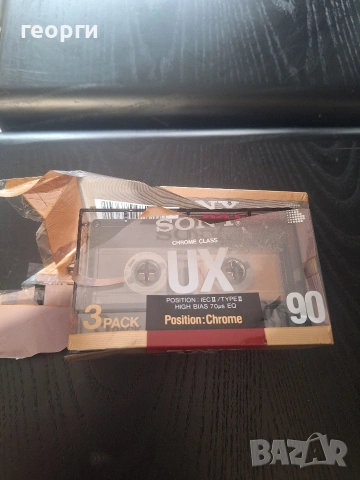 георги
SONY
CHROME CLASS
UX
POSITION : IEC II / TYPE II
HIGH BIAS 70μs EQ
3 PACK
Position: Chrome
90
BAZAR